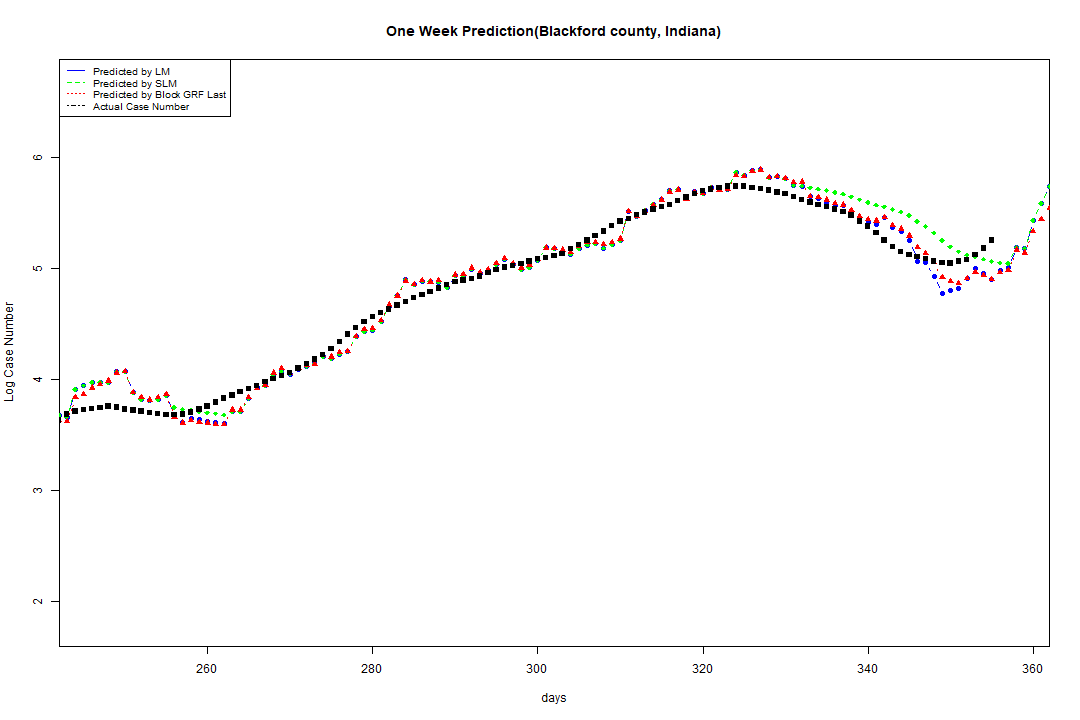 One Week Prediction(Blackford county, Indiana)
Predicted by LM
Predicted by SLM
Predicted by Block GRF Last
Actual Case Number
Log Case Number
6
5
4
3
2
260 280 300 320 340 360
days